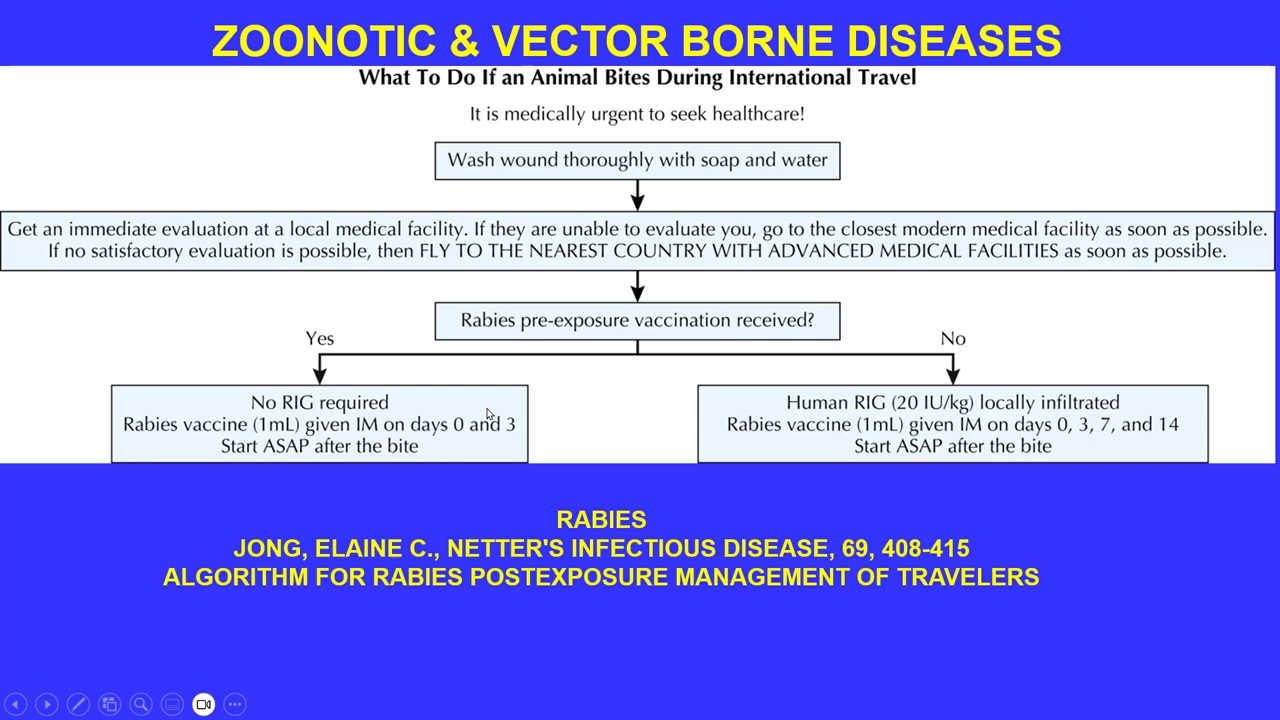 ZOONOTIC & VECTOR BORNE DISEASES
What To Do If an Animal Bites During International Travel
It is medically urgent to seek healthcare!
Wash wound thoroughly with soap and water
Get an immediate evaluation at a local medical facility. If they are unable to evaluate you, go to the closest modern medical facility as soon as possible.
If no satisfactory evaluation is possible, then FLY TO THE NEAREST COUNTRY WITH ADVANCED MEDICAL FACILITIES as soon as possible.
Rabies pre-exposure vaccination received?
Yes
No
No RIG required
Rabies vaccine (1mL) given IM on days 0 and 3
Start ASAP after the bite
Human RIG (20 IU/kg) locally infiltrated
Rabies vaccine (1mL) given IM on days 0, 3, 7, and 14
Start ASAP after the bite
RABIES
JONG, ELAINE C., NETTER'S INFECTIOUS DISEASE, 69, 408-415
ALGORITHM FOR RABIES POSTEXPOSURE MANAGEMENT OF TRAVELERS